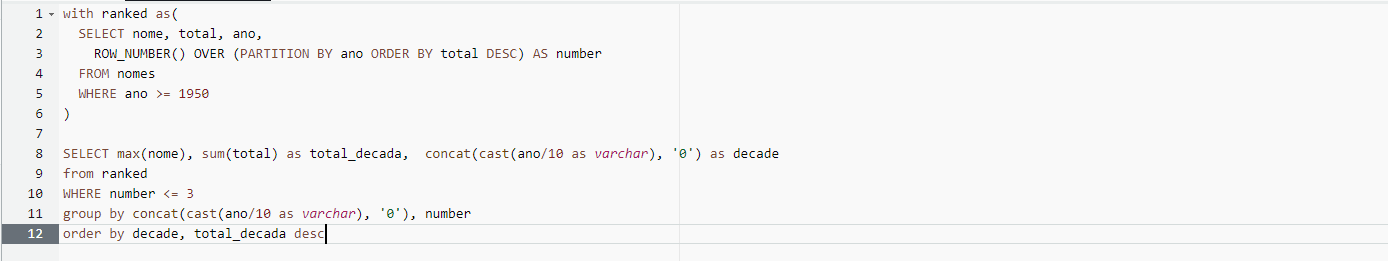 1 with ranked as(
2 SELECT nome, total, ano,
3 ROW_NUMBER() OVER (PARTITION BY ano ORDER BY total DESC) AS number
4 FROM nomes
5 WHERE ano >= 1950
6 )
7
8 SELECT max(nome), sum(total) as total_decada,  concat(cast(ano/10 as varchar), '0') as decade
9 from ranked
10 WHERE number <= 3
11 group by concat(cast(ano/10 as varchar), '0'), number
12 order by decade, total_decada desc